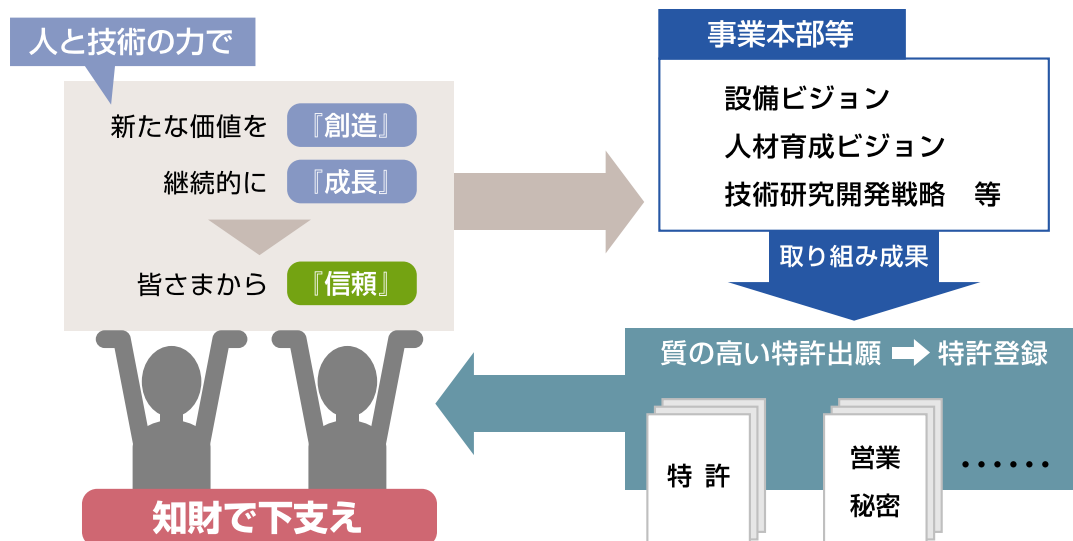 人と技術の力で
新たな価値を 『創造』
継続的に 『成長』
皆さまから 『信頼』
知財で下支え
事業本部等
設備ビジョン
人材育成ビジョン
技術研究開発戦略　等
取り組み成果
質の高い特許出願 ➡ 特許登録
特 許
営業
秘密
……